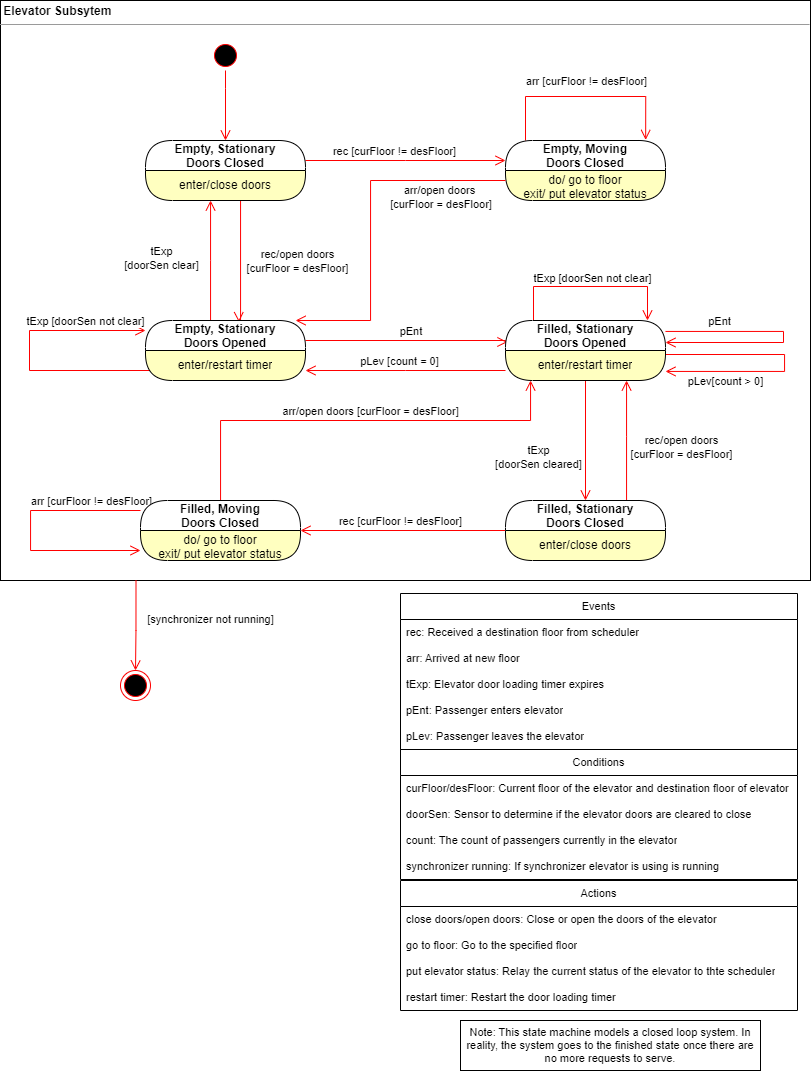 Elevator Subsytem
arr [curFloor != desFloor]
Empty, Stationary
Doors Closed
enter/close doors
rec [curFloor != desFloor]
Empty, Moving
Doors Closed
do/ go to floor
exit/ put elevator status
arr/open doors
[curFloor = desFloor]
tExp
[doorSen clear]
rec/open doors
[curFloor = desFloor]
tExp [doorSen not clear]
tExp [doorSen not clear]
Empty, Stationary
Doors Opened
enter/restart timer
pEnt
pLev [count = 0]
Filled, Stationary
Doors Opened
enter/restart timer
pEnt
pLev[count > 0]
arr/open doors [curFloor = desFloor]
tExp
[doorSen cleared]
rec/open doors
[curFloor = desFloor]
arr [curFloor != desFloor]
Filled, Moving
Doors Closed
do/ go to floor
exit/ put elevator status
rec [curFloor != desFloor]
Filled, Stationary
Doors Closed
enter/close doors
[synchronizer not running]
Events
rec: Received a destination floor from scheduler
arr: Arrived at new floor
tExp: Elevator door loading timer expires
pEnt: Passenger enters elevator
pLev: Passenger leaves the elevator
Conditions
curFloor/desFloor: Current floor of the elevator and destination floor of elevator
doorSen: Sensor to determine if the elevator doors are cleared to close
count: The count of passengers currently in the elevator
synchronizer running: If synchronizer elevator is using is running
Actions
close doors/open doors: Close or open the doors of the elevator
go to floor: Go to the specified floor
put elevator status: Relay the current status of the elevator to thte scheduler
restart timer: Restart the door loading timer
Note: This state machine models a closed loop system. In
reality, the system goes to the finished state once there are
no more requests to serve.